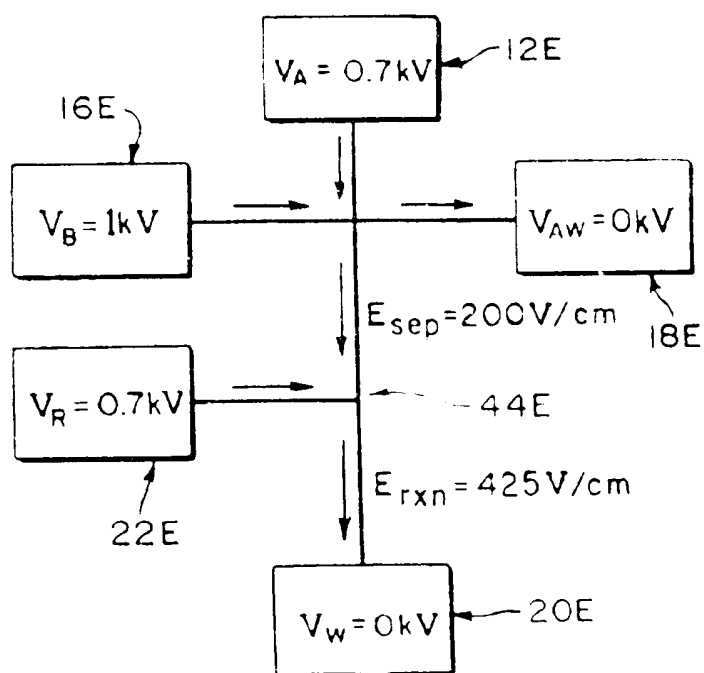 V_A = 0.7kV
12E
16E
V_B = 1kV
V_AW = 0kV
18E
E_sep = 200V/cm
V_R = 0.7kV
44E
22E
E_rxn = 425V/cm
V_W = 0kV
20E